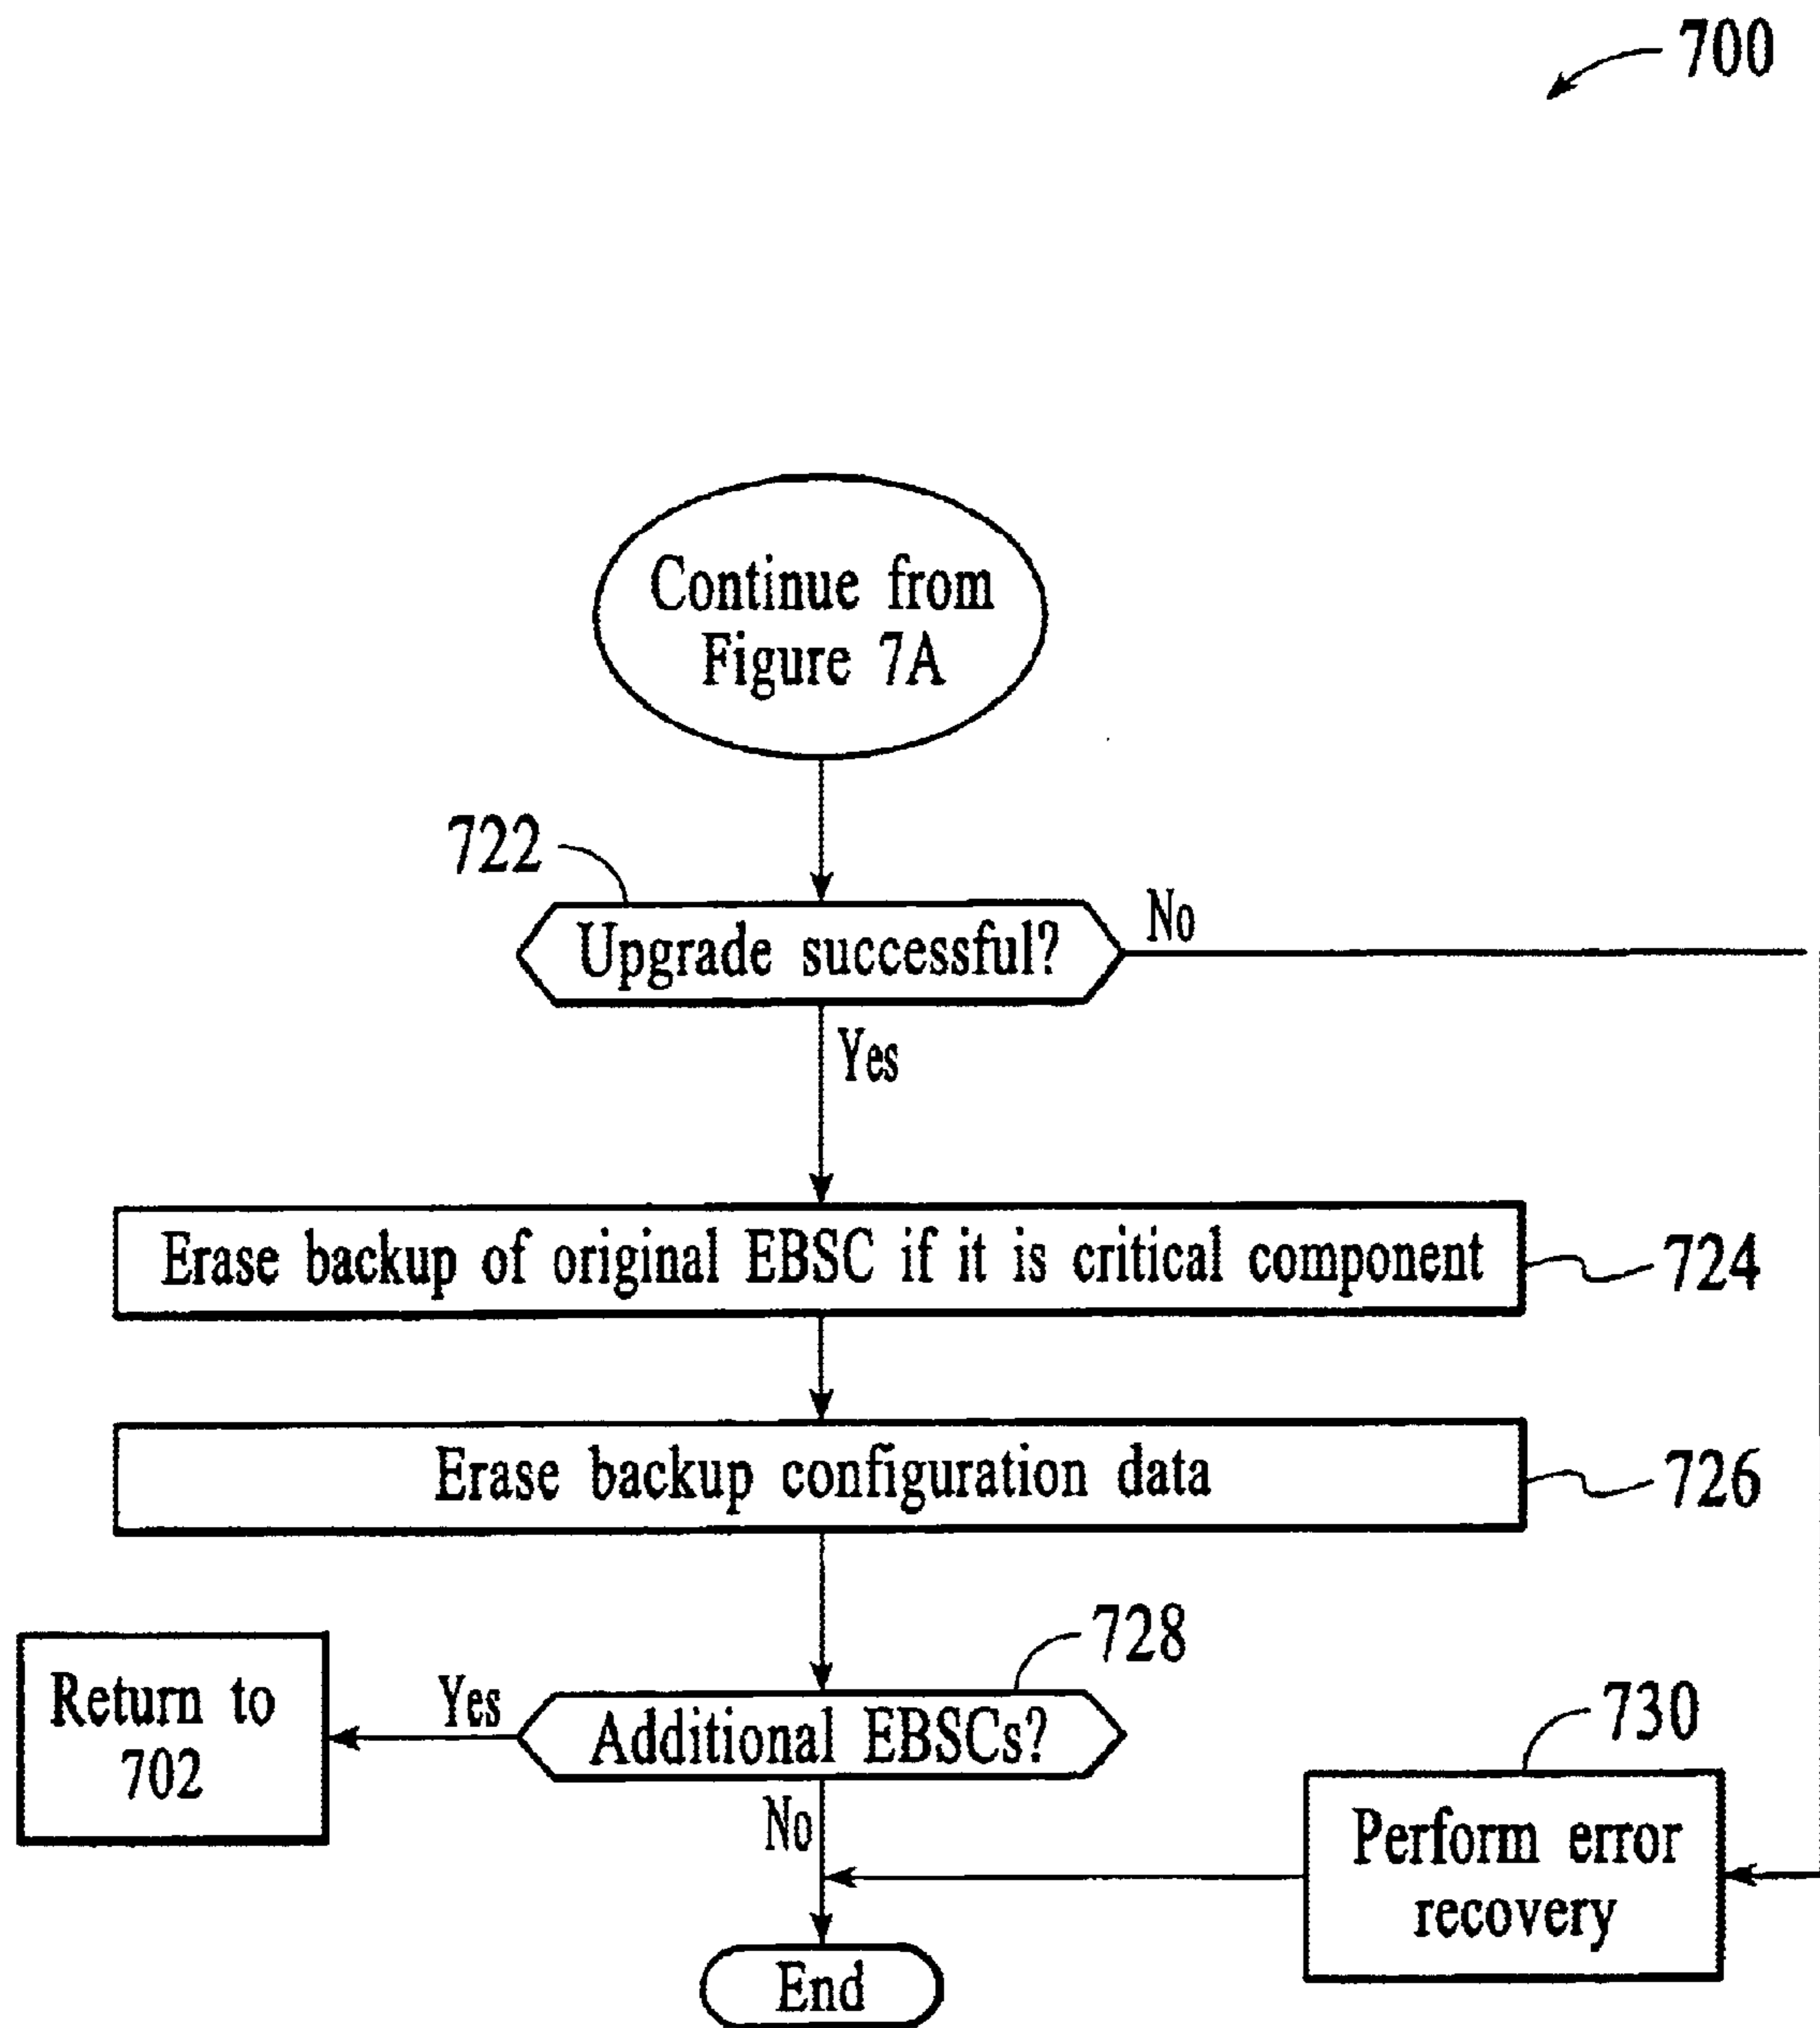 700
Continue from
Figure 7A
722
Upgrade successful?
No
Yes
Erase backup of original EBSC if it is critical component
724
Erase backup configuration data
726
728
Return to
702
Yes
Additional EBSCs?
730
No
Perform error
recovery
End